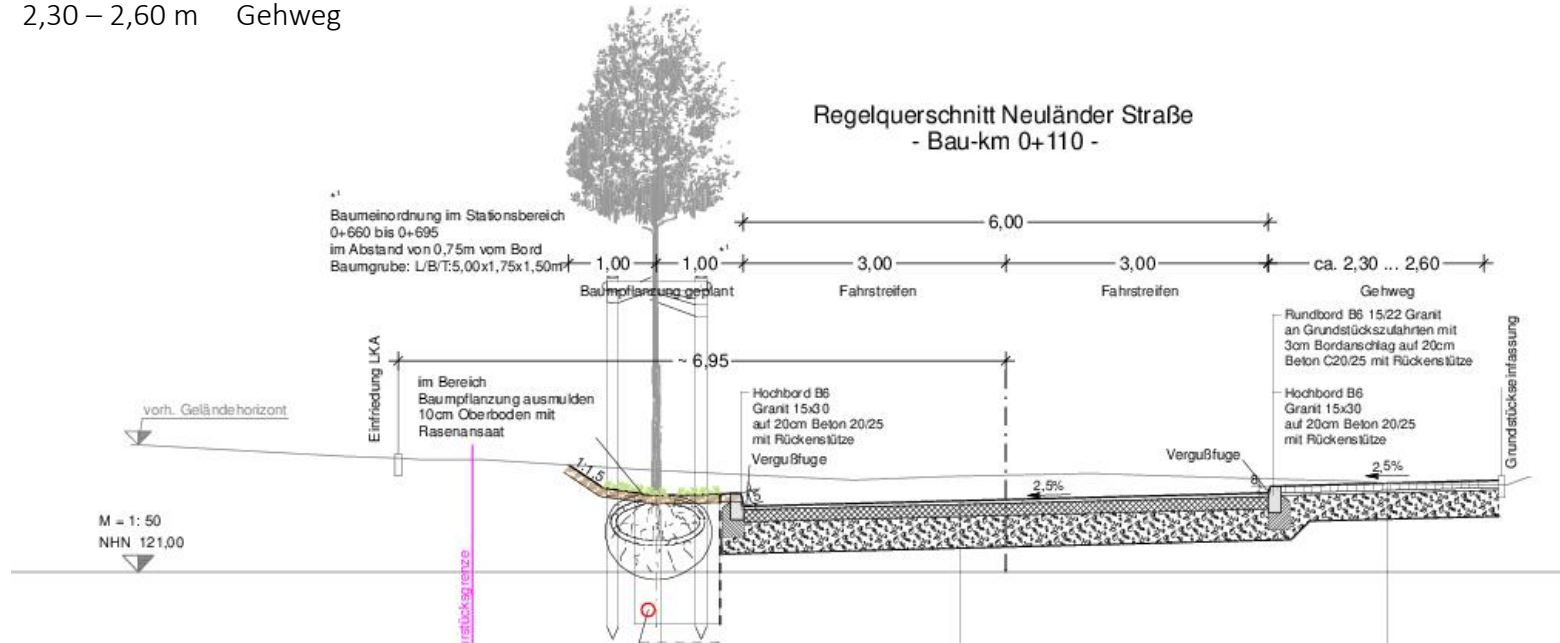 2,30 – 2,60 m Gehweg
Regelquerschnitt Neuländer Straße
- Bau-km 0+110 -
*1
Baumeinordnung im Stationsbereich
0+660 bis 0+695
im Abstand von 0,75m vom Bord
Baumgrube: L/B/T:5,00x1,75x1,50m
6,00
1,00
1,00
*1
3,00
3,00
ca. 2,30 ... 2,60
Baumpflanzung geplant
Fahrstreifen
Fahrstreifen
Gehweg
Rundbord B6 15/22 Granit
an Grundstückszufahrten mit
3cm Bordanschlag auf 20cm
Beton C20/25 mit Rückenstütze
Grundstückseinfassung
Einfriedung LKA
~ 6,95
im Bereich
Baumpflanzung ausmulden
10cm Oberboden mit
Rasenansaat
Hochbord B6
Granit 15x30
auf 20cm Beton 20/25
mit Rückenstütze
Vergußfuge
Hochbord B6
Granit 15x30
auf 20cm Beton 20/25
mit Rückenstütze
Vergußfuge
vorh. Geländehorizont
1:1,5
2,5%
2,5%
8
M = 1: 50
NHN 121,00
rstücksgrenze